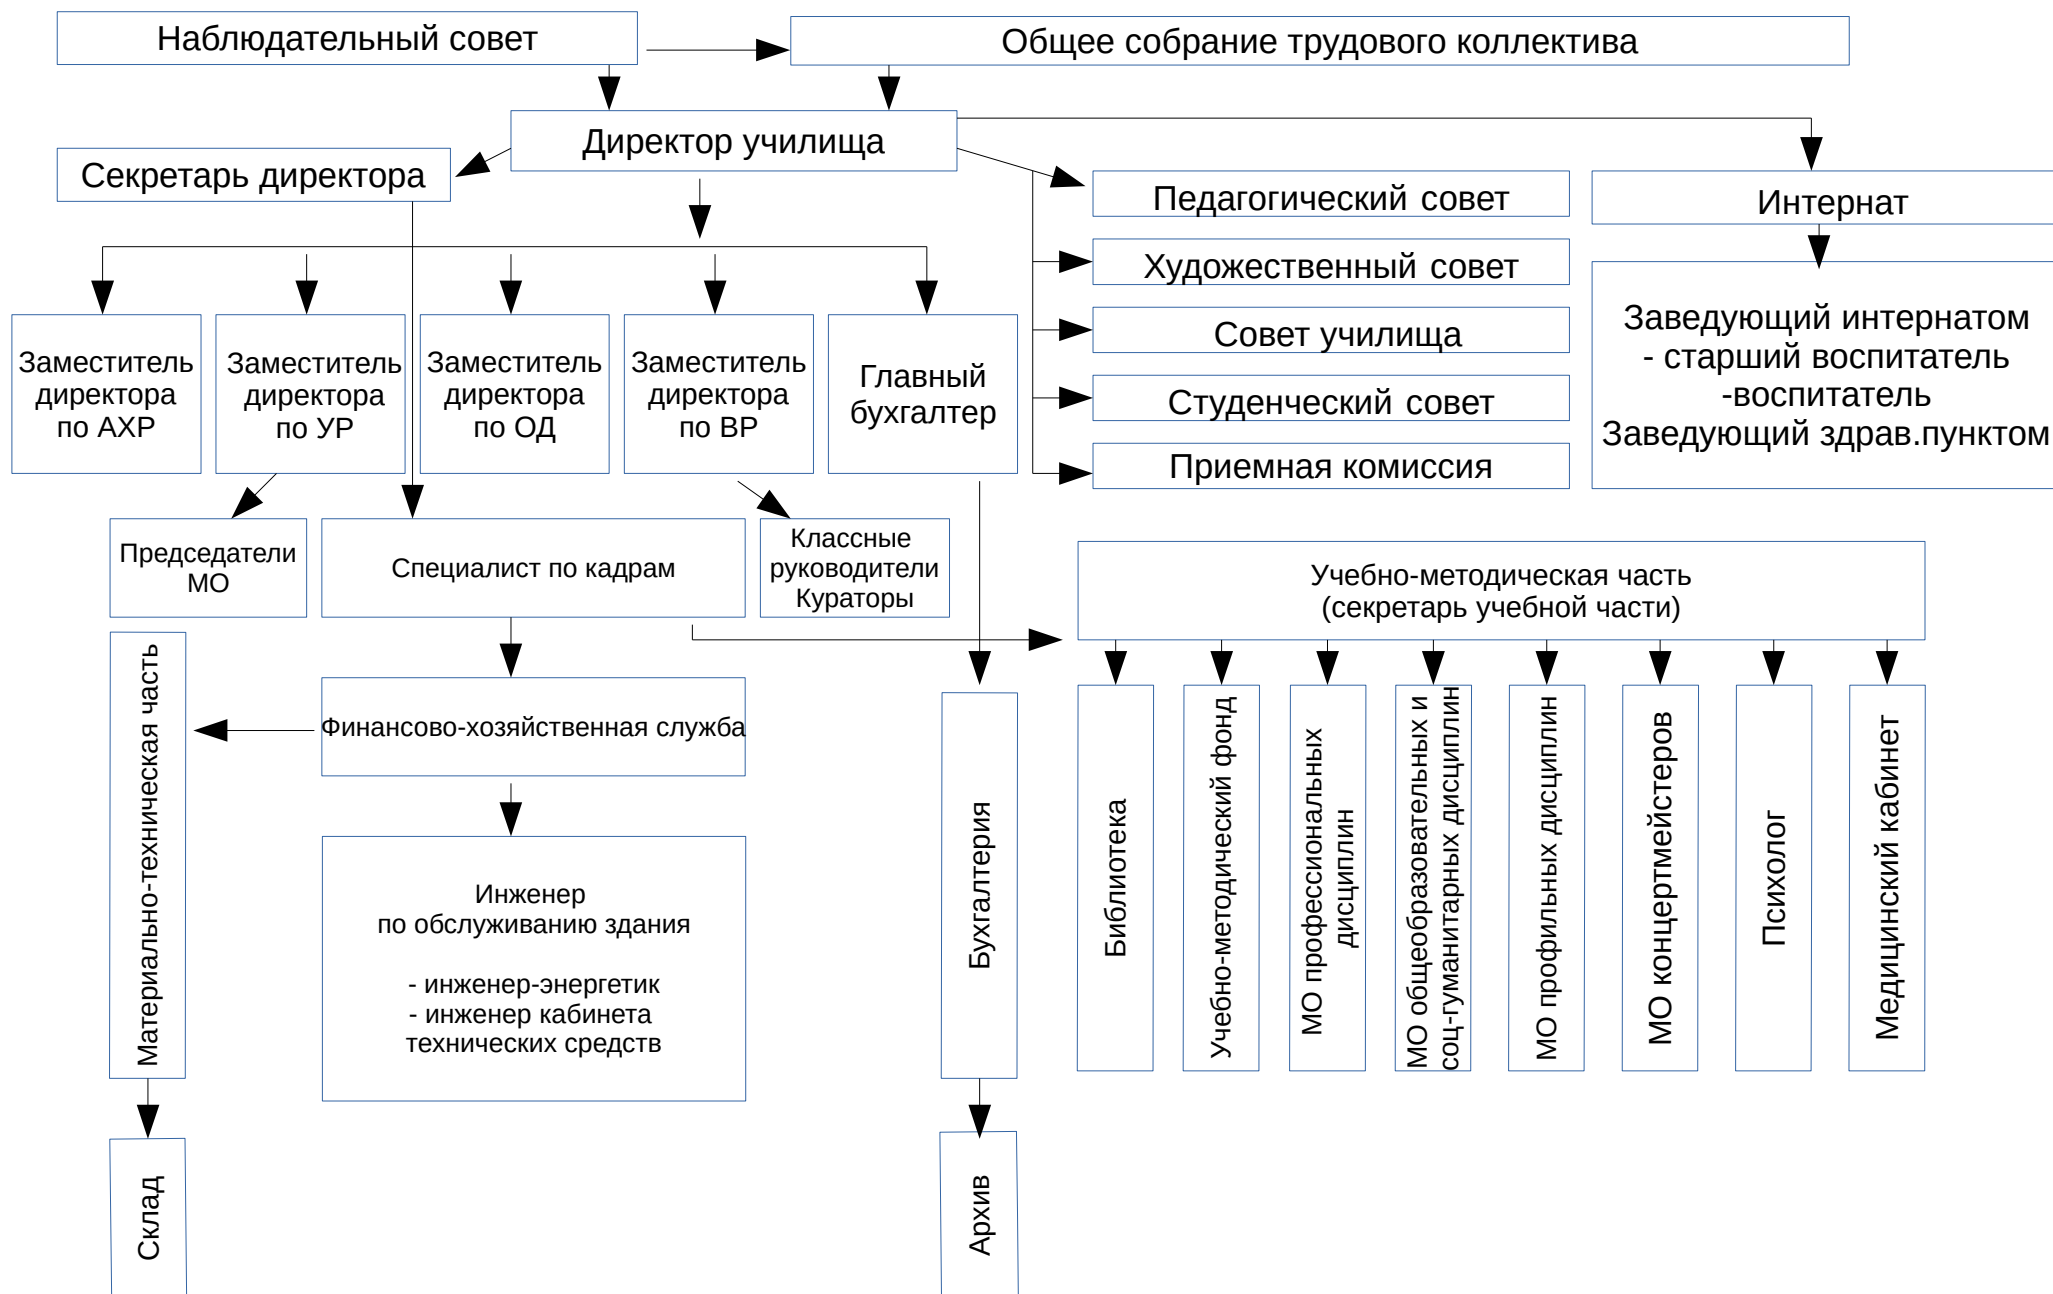 Наблюдательный совет
Общее собрание трудового коллектива
Директор училища
Секретарь директора
Педагогический совет
Интернат
Художественный совет
Совет училища
Студенческий совет
Приемная комиссия
Заведующий интернатом
- старший воспитатель
-воспитатель
Заведующий здрав.пунктом
Заместитель
директора
по АХР
Заместитель
директора
по УР
Заместитель
директора
по ОД
Заместитель
директора
по ВР
Главный
бухгалтер
Председатели
МО
Специалист по кадрам
Классные
руководители
Кураторы
Учебно-методическая часть
(секретарь учебной части)
Материально-техническая часть
Финансово-хозяйственная служба
Инженер
по обслуживанию здания
- инженер-энергетик
- инженер кабинета
технических средств
Бухгалтерия
Библиотека
Учебно-методический фонд
МО профессиональных
дисциплин
МО общеобразовательных и
соц-гуманитарных дисциплин
МО профильных дисциплин
МО концертмейстеров
Психолог
Медицинский кабинет
Склад
Архив